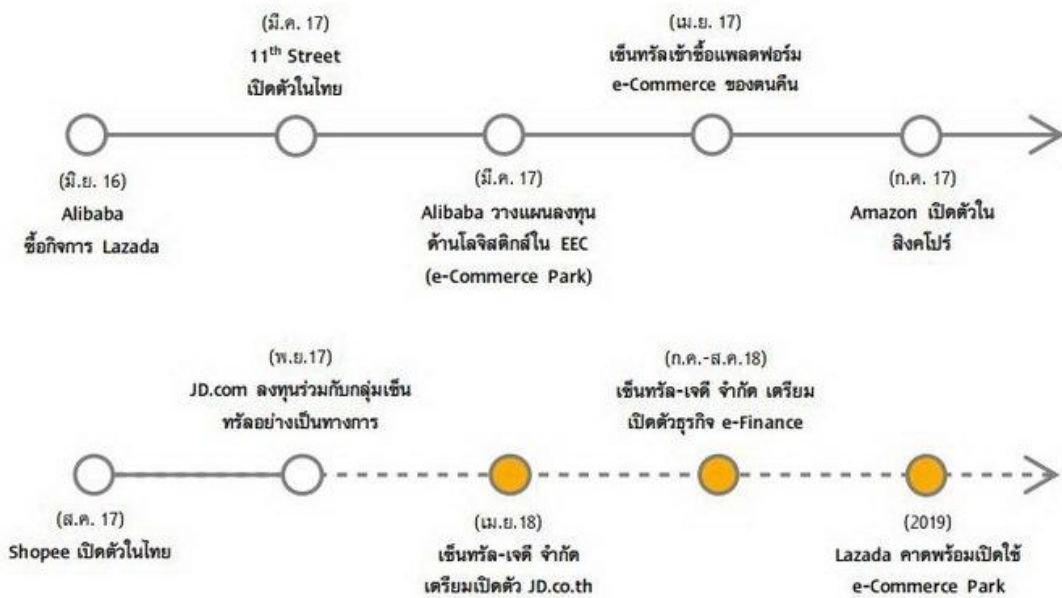 (มี.ค. 17)
11th Street
เปิดตัวในไทย
(เม.ย. 17)
เซ็นทรัลเข้าซื้อแพลตฟอร์ม
e-Commerce ของตนคืน
(มิ.ย. 16)
Alibaba
ซื้อกิจการ Lazada
(มี.ค. 17)
Alibaba วางแผนลงทุน
ด้านโลจิสติกส์ใน EEC
(e-Commerce Park)
(ก.ค. 17)
Amazon เปิดตัวใน
สิงคโปร์
(พ.ย.17)
JD.com ลงทุนร่วมกับกลุ่มเซ็น
ทรัลอย่างเป็นทางการ
(ก.ค.-ส.ค.18)
เซ็นทรัล-เจดี จำกัด เตรียม
เปิดตัวธุรกิจ e-Finance
(ส.ค. 17)
Shopee เปิดตัวในไทย
(เม.ย.18)
เซ็นทรัล-เจดี จำกัด
เตรียมเปิดตัว JD.co.th
(2019)
Lazada คาดพร้อมเปิดใช้
e-Commerce Park